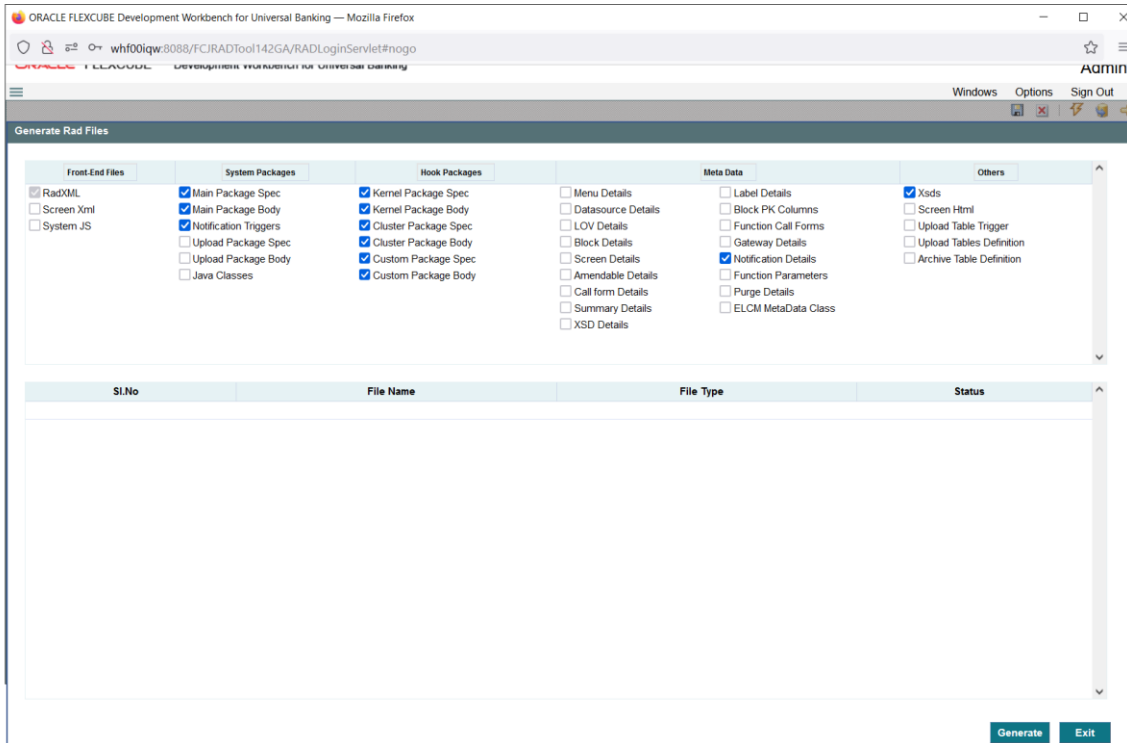 ORACLE FLEXCUBE Development Workbench for Universal Banking — Mozilla Firefox
whf00iqw:8088/FCJRADTool142GA/RADLoginServlet#nogo
ORACLE FLEXCUBE Development Workbench for Universal Banking Admin
Windows Options Sign Out
Generate Rad Files
Front-End Files System Packages Hook Packages Meta Data Others
RadXML Main Package Spec Kernel Package Spec Menu Details Label Details Xsds
Screen Xml Main Package Body Kernel Package Body Datasource Details Block PK Columns Screen Html
System JS Notification Triggers Cluster Package Spec LOV Details Function Call Forms Upload Table Trigger
Upload Package Spec Cluster Package Body Block Details Gateway Details Upload Tables Definition
Upload Package Body Custom Package Spec Screen Details Notification Details Archive Table Definition
Java Classes Custom Package Body Amendable Details Function Parameters
Call form Details Purge Details
Summary Details ELCM MetaData Class
XSD Details
Sl.No File Name File Type Status
Generate Exit